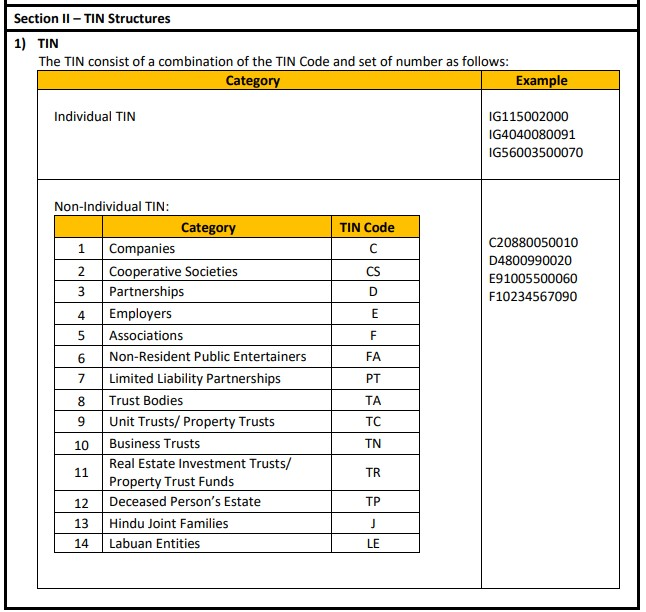 Section II – TIN Structures
1) TIN
The TIN consist of a combination of the TIN Code and set of number as follows:
Category Example
Individual TIN
IG115002000
IG4040080091
IG56003500070
Non-Individual TIN:
Category TIN Code
1 Companies C
2 Cooperative Societies CS
3 Partnerships D
4 Employers E
5 Associations F
6 Non-Resident Public Entertainers FA
7 Limited Liability Partnerships PT
8 Trust Bodies TA
9 Unit Trusts/ Property Trusts TC
10 Business Trusts TN
11 Real Estate Investment Trusts/
Property Trust Funds TR
12 Deceased Person’s Estate TP
13 Hindu Joint Families J
14 Labuan Entities LE
C20880050010
D4800990020
E91005500060
F10234567090